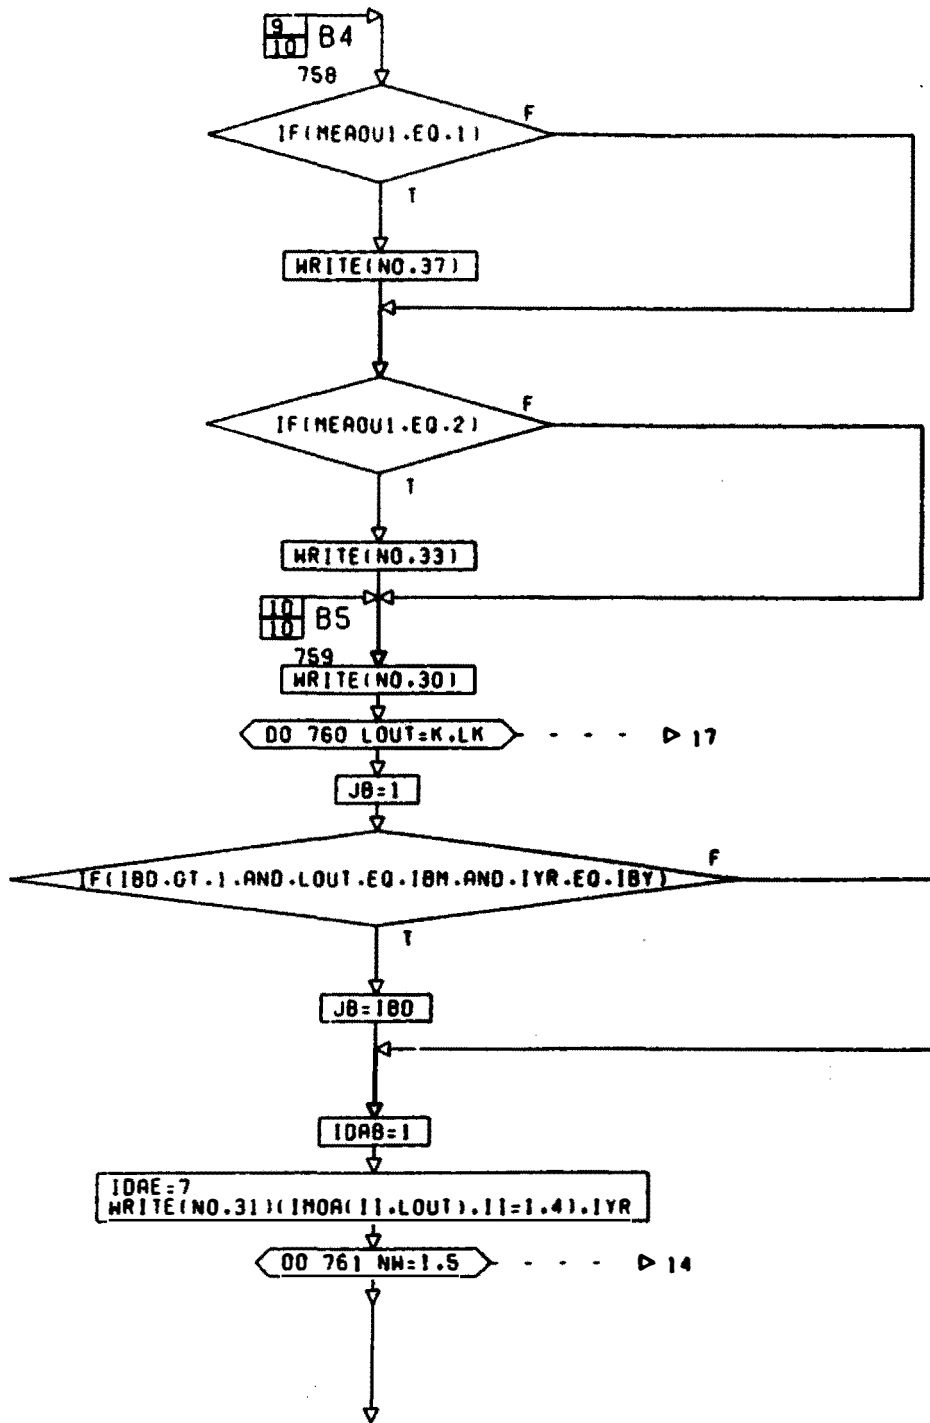 9
10 B4
758
IF(MEAOU1.EQ.1)
F
T
WRITE(NO.37)
IF(MEAOU1.EQ.2)
F
T
WRITE(NO.33)
10
10 B5
759
WRITE(NO.30)
DO 760 LOUT=K.LK
17
JB=1
IF(IBD.GT.1.AND.LOUT.EQ.IBM.AND.IYR.EQ.IBY)
F
T
JB=IBD
IDAB=1
IDAE=7
WRITE(NO.31)(IMOA(II.LOUT).II=1.4).IYR
DO 761 NW=1.5
14